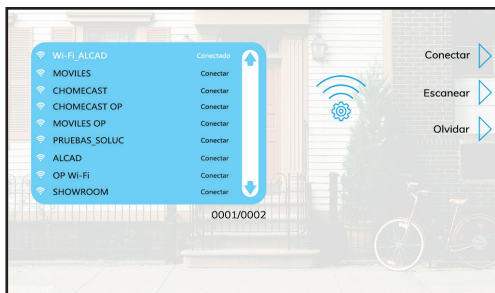 Wi-Fi_ALCAD Conectado
MOVILES Conectar
CHOMECAST Conectar
CHOMECAST OP Conectar
MOVILES OP Conectar
PRUEBAS_SOLUC Conectar
ALCAD Conectar
OP Wi-Fi Conectar
SHOWROOM Conectar
0001/0002
Conectar
Escanear
Olvidar